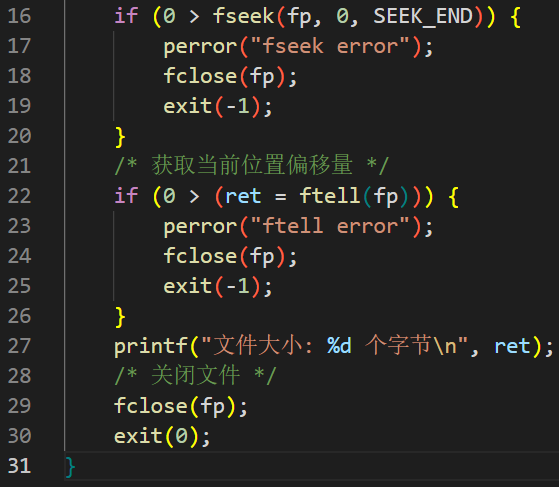 16 if (0 > fseek(fp, 0, SEEK_END)) {
17 perror("fseek error");
18 fclose(fp);
19 exit(-1);
20 }
21 /* 获取当前位置偏移量 */
22 if (0 > (ret = ftell(fp))) {
23 perror("ftell error");
24 fclose(fp);
25 exit(-1);
26 }
27 printf("文件大小: %d 个字节\n", ret);
28 /* 关闭文件 */
29 fclose(fp);
30 exit(0);
31 }